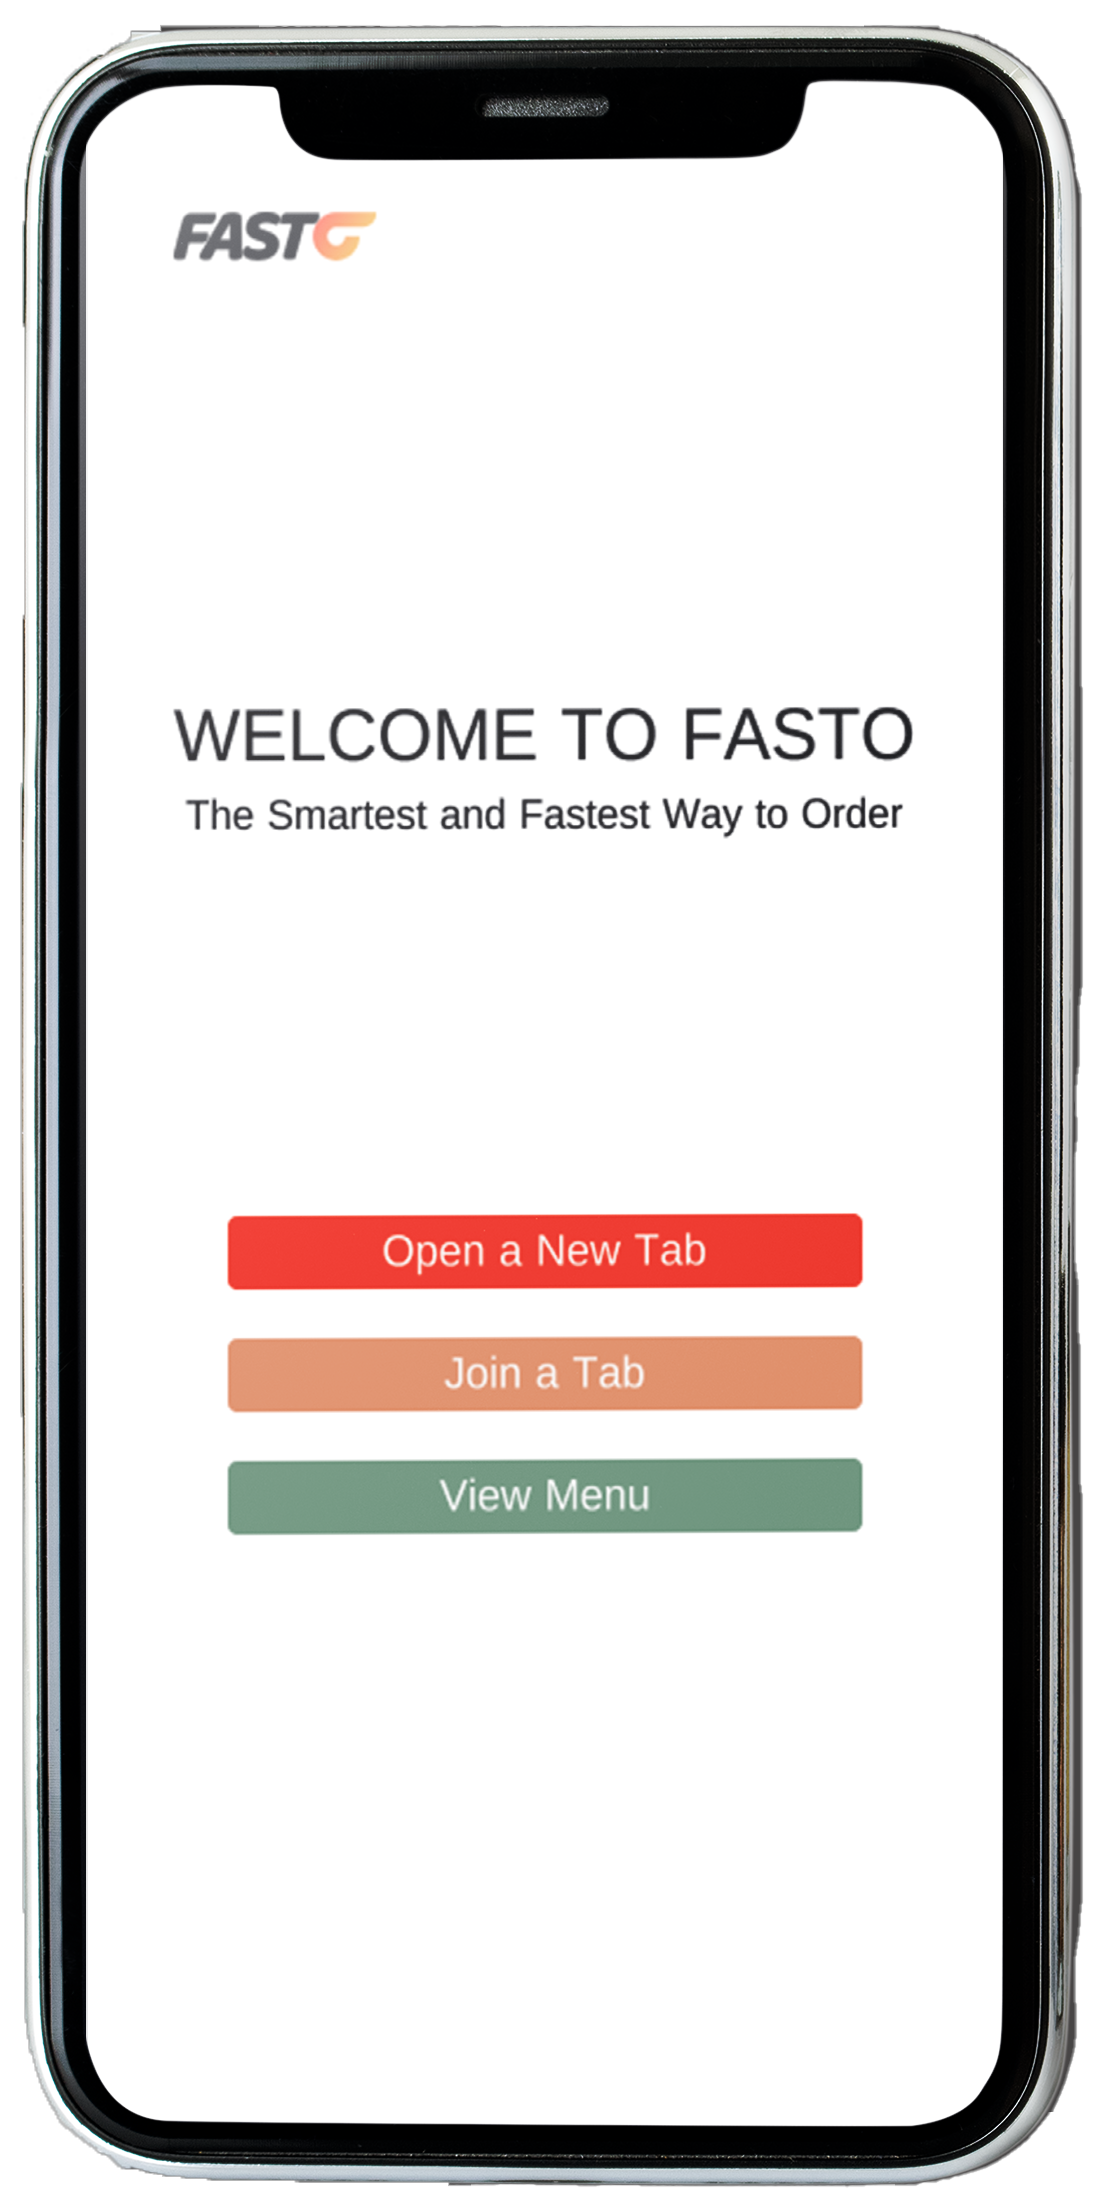 FASTO
WELCOME TO FASTO
The Smartest and Fastest Way to Order
Open a New Tab
Join a Tab
View Menu